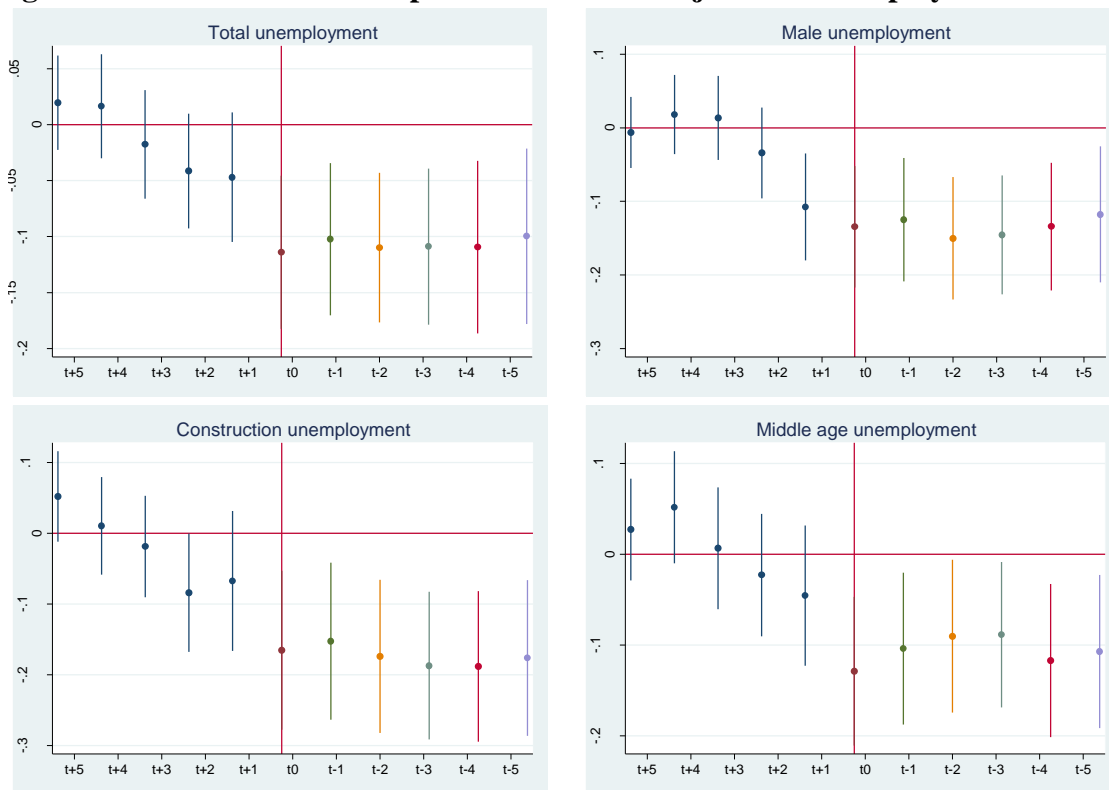 Total unemployment
.05
0
-.05
-.1
-.15
-.2
t+5 t+4 t+3 t+2 t+1 t0 t-1 t-2 t-3 t-4 t-5
Male unemployment
.1
0
-.1
-.2
-.3
t+5 t+4 t+3 t+2 t+1 t0 t-1 t-2 t-3 t-4 t-5
Construction unemployment
.1
0
-.1
-.2
-.3
t+5 t+4 t+3 t+2 t+1 t0 t-1 t-2 t-3 t-4 t-5
Middle age unemployment
.1
0
-.1
-.2
t+5 t+4 t+3 t+2 t+1 t0 t-1 t-2 t-3 t-4 t-5